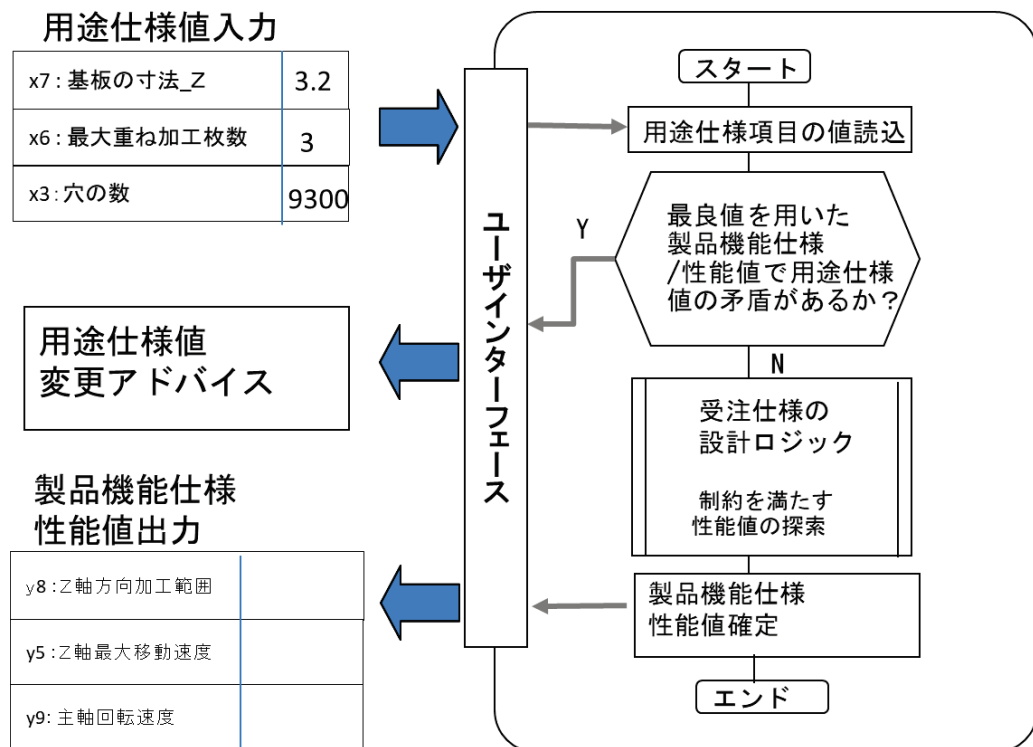 用途仕様値入力
x7：基板の寸法_Z 3.2
x6：最大重ね加工枚数 3
x3：穴の数 9300
用途仕様値
変更アドバイス
製品機能仕様
性能値出力
y8：Z軸方向加工範囲
y5：Z軸最大移動速度
y9：主軸回転速度
ユーザインターフェース
スタート
用途仕様項目の値読込
最良値を用いた
製品機能仕様
/性能値で用途仕様
値の矛盾があるか？
Y
N
受注仕様の
設計ロジック
制約を満たす
性能値の探索
製品機能仕様
性能値確定
エンド